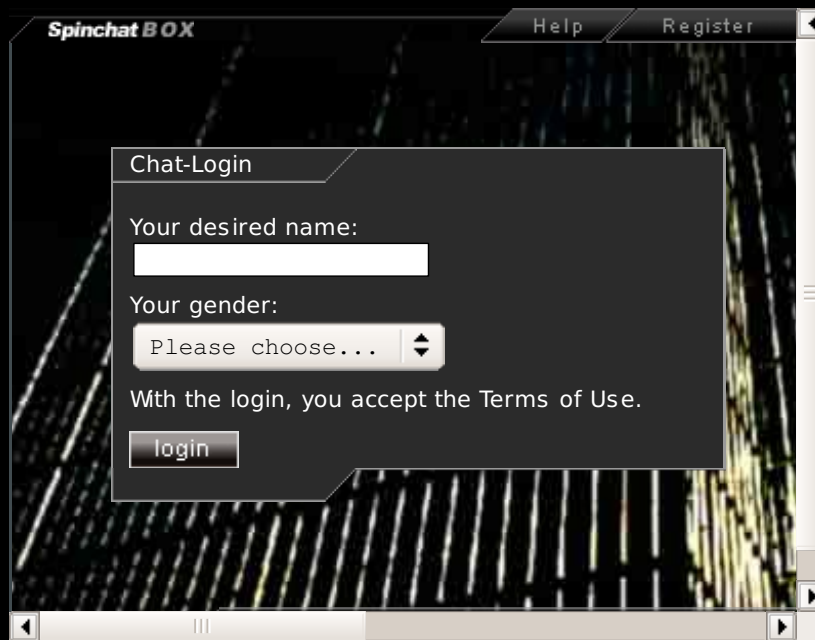 Spinchat BOX
Help
Register
Chat-Login
Your desired name:
Your gender:
Please choose...
With the login, you accept the Terms of Use.
login